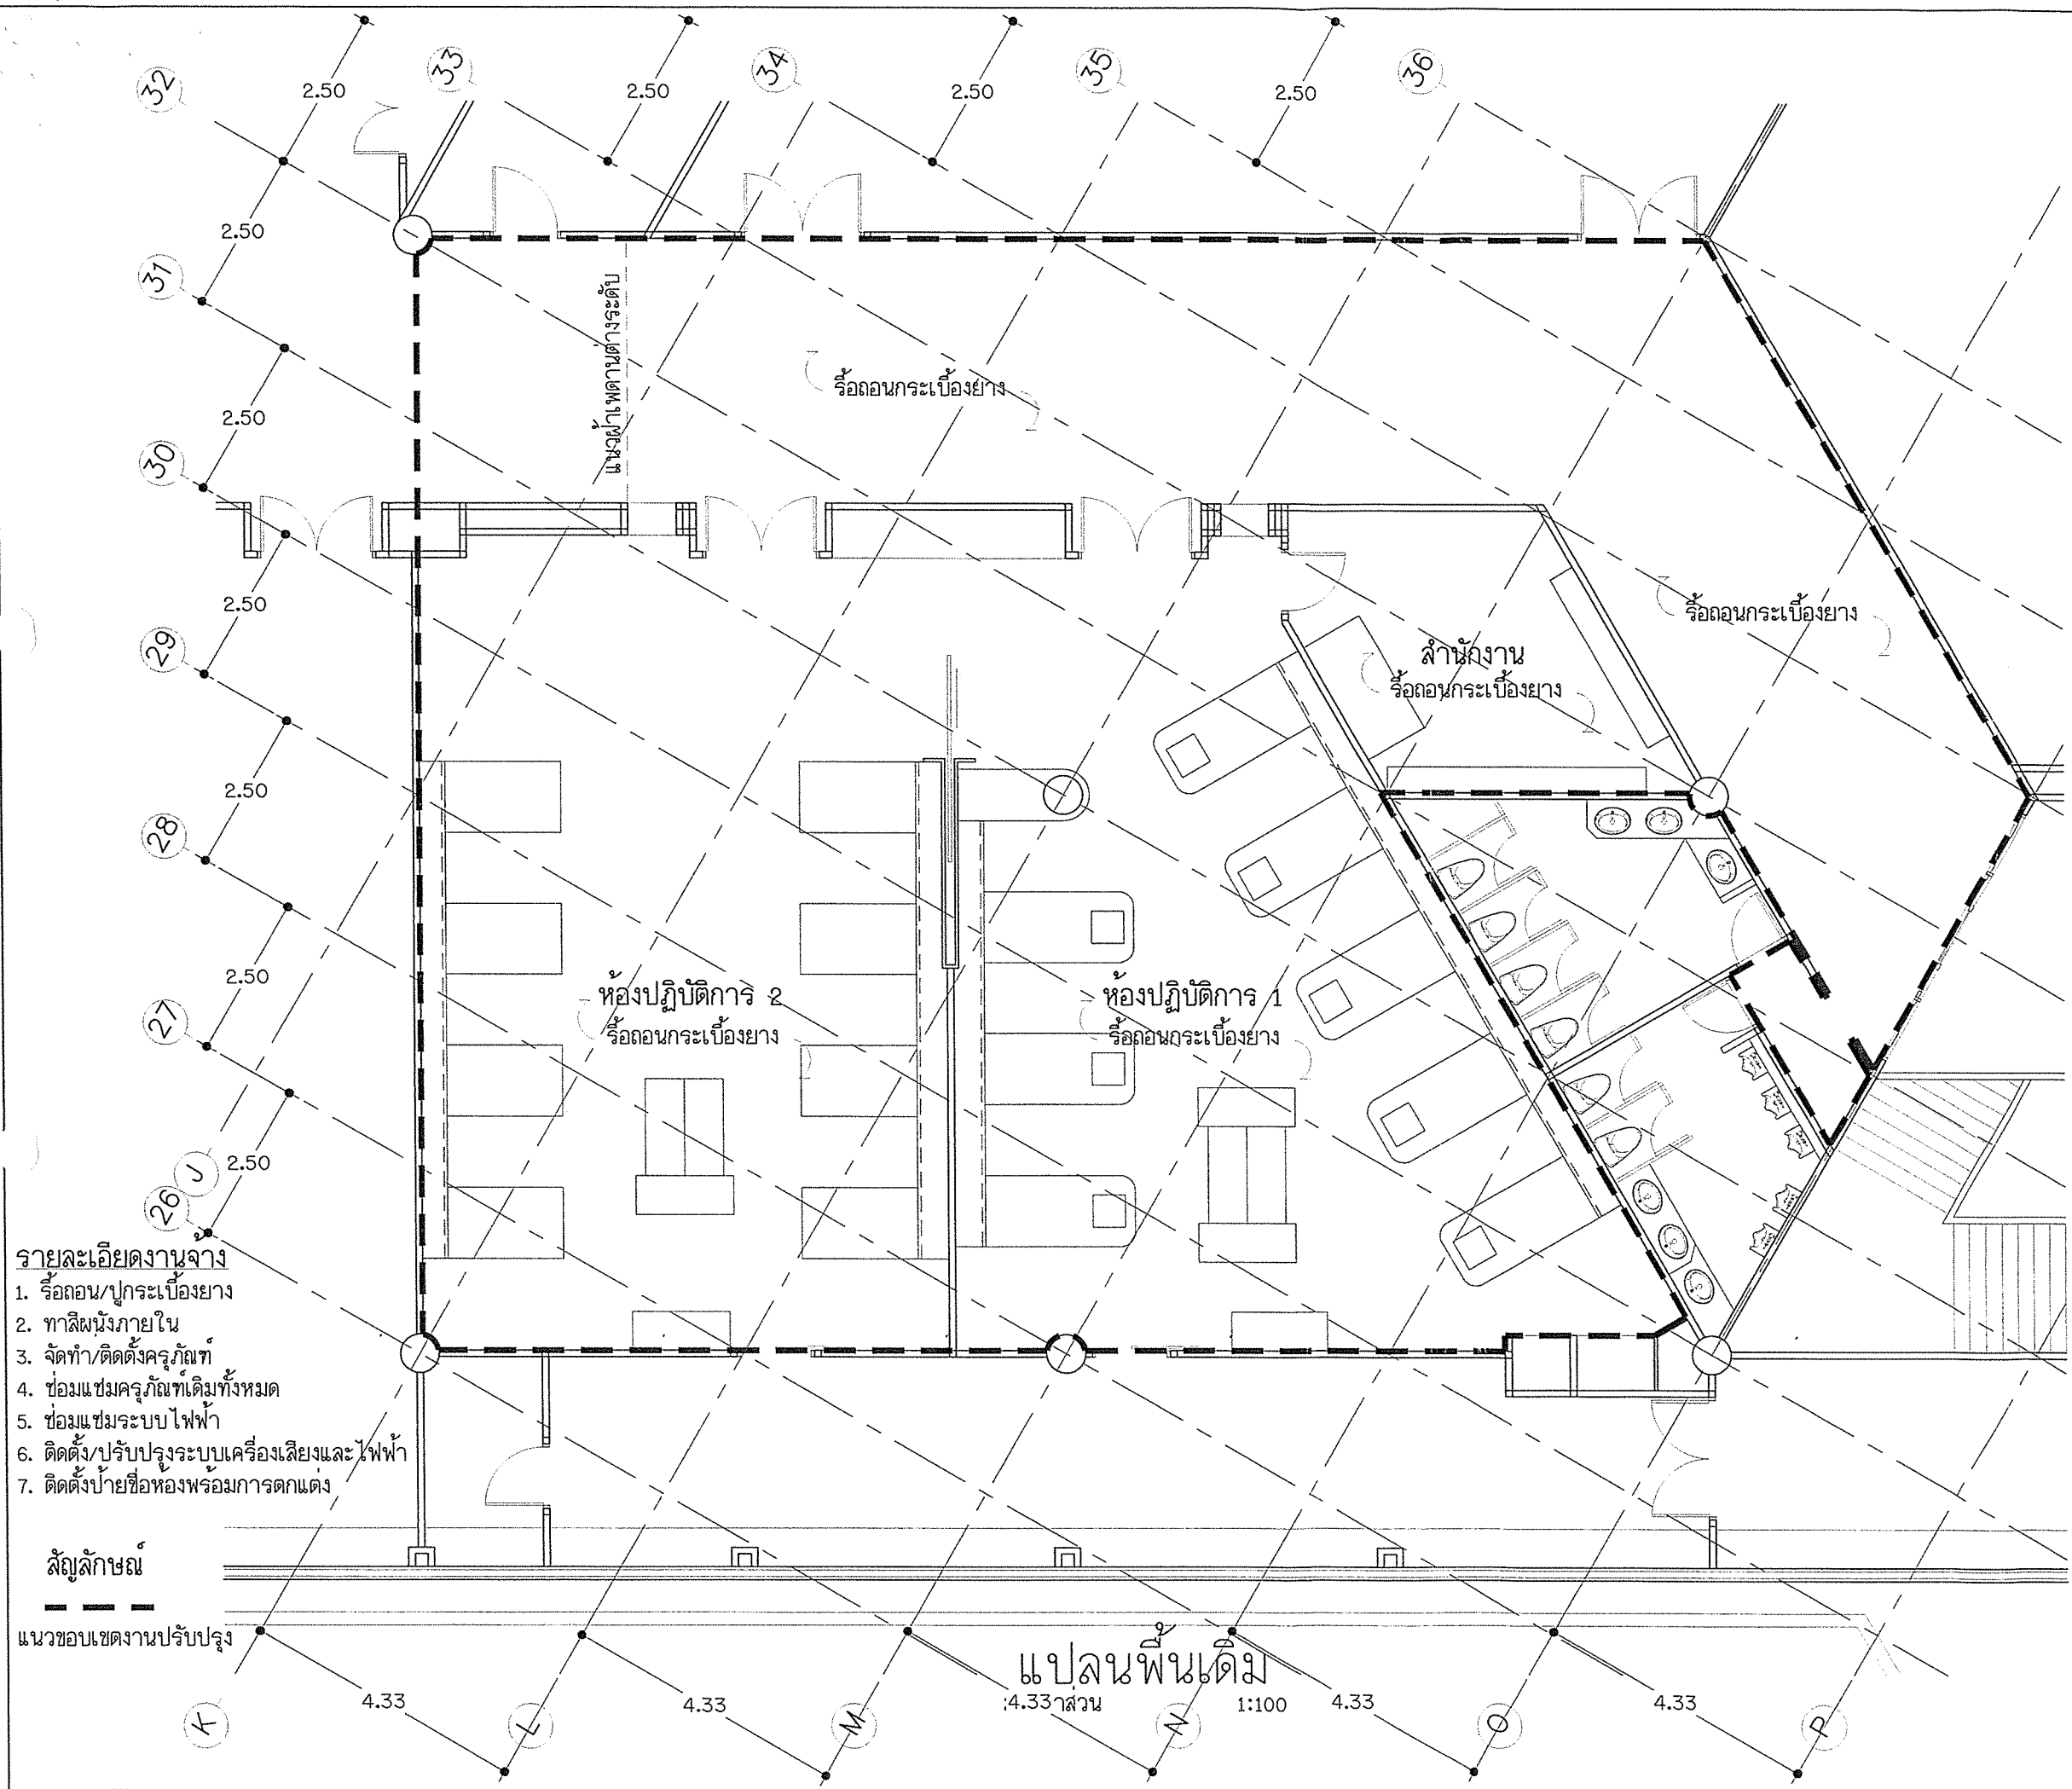 32
33
34
35
36
2.50
2.50
2.50
2.50
2.50
31
2.50
30
2.50
29
2.50
28
2.50
27
2.50
J
26
แนวฝ้าเพดานต่างระดับ
รื้อถอนกระเบื้องยาง
รื้อถอนกระเบื้องยาง
สำนักงาน
รื้อถอนกระเบื้องยาง
ห้องปฏิบัติการ 2
รื้อถอนกระเบื้องยาง
ห้องปฏิบัติการ 1
รื้อถอนกระเบื้องยาง
รายละเอียดงานจ้าง
1. รื้อถอน/ปูกระเบื้องยาง
2. ทาสีผนังภายใน
3. จัดทำ/ติดตั้งครุภัณฑ์
4. ซ่อมแซมครุภัณฑ์เดิมทั้งหมด
5. ซ่อมแซมระบบไฟฟ้า
6. ติดตั้ง/ปรับปรุงระบบเครื่องเสียงและไฟฟ้า
7. ติดตั้งป้ายชื่อห้องพร้อมการตกแต่ง
สัญลักษณ์
แนวขอบเขตงานปรับปรุง
แปลนพื้นเดิม
4.33
4.33
4.33 าส่วน 1:100
4.33
4.33
K
L
M
N
O
P